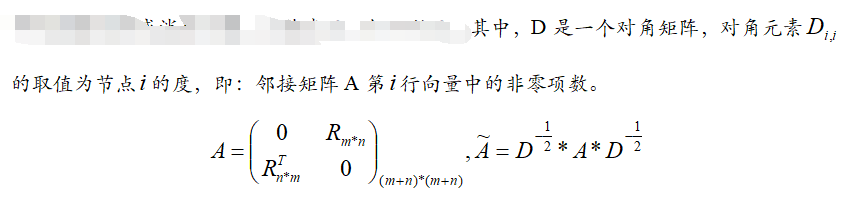 其中，D 是一个对角矩阵，对角元素 $D_{i,i}$
的取值为节点 $i$ 的度，即：邻接矩阵 A 第 $i$ 行向量中的非零项数。
$A = \begin{pmatrix} 0 & R_{m*n} \\ R_{n*m}^{T} & 0 \end{pmatrix}_{(m+n)*(m+n)}, \widetilde{A} = D^{-\frac{1}{2}} * A * D^{-\frac{1}{2}}$